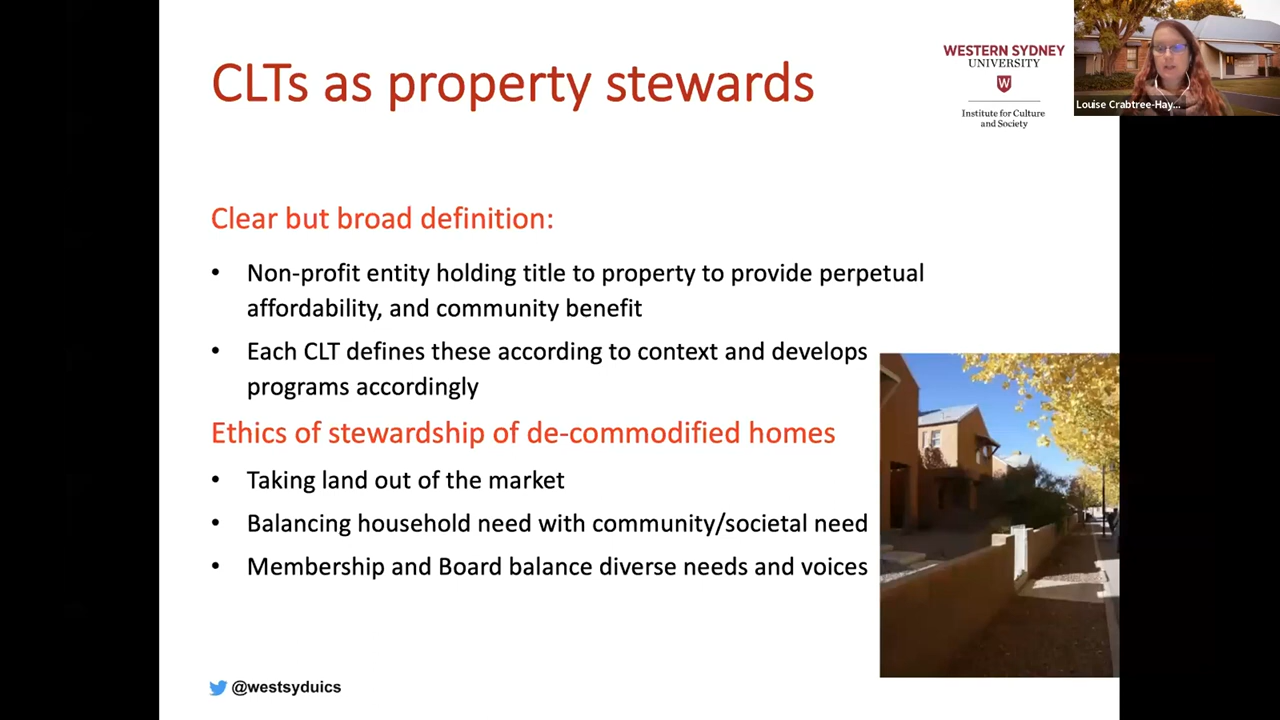 CLTs as property stewards
WESTERN SYDNEY
UNIVERSITY
W
Institute for Culture
and Society
Louise Crabtree-Hay...
Clear but broad definition:
• Non-profit entity holding title to property to provide perpetual
affordability, and community benefit
• Each CLT defines these according to context and develops
programs accordingly
Ethics of stewardship of de-commodified homes
• Taking land out of the market
• Balancing household need with community/societal need
• Membership and Board balance diverse needs and voices
@westsyduics